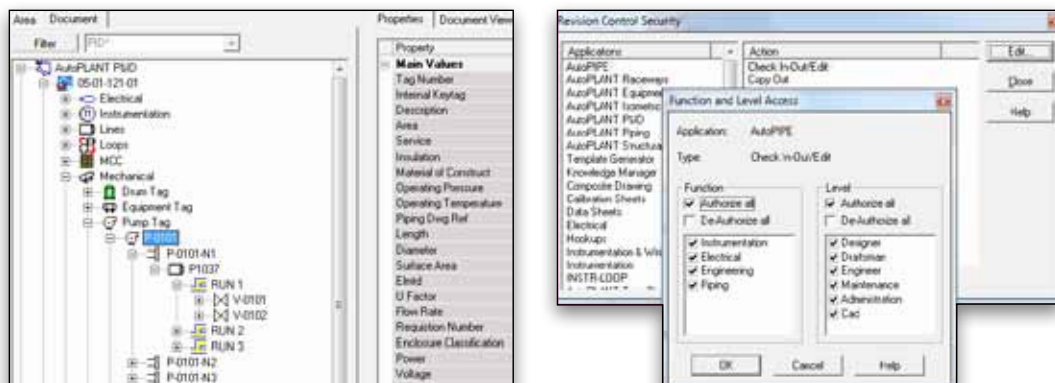 Area Document
Filter PID*
AutoPLANT P&ID
05-01-121-01
Electrical
Instrumentation
Lines
Loops
MCC
Mechanical
Drum Tag
Equipment Tag
Pump Tag
P-0101
P-0101-N1
P1037
RUN 1
V-0101
V-0102
RUN 2
RUN 3
P-0101-N2
P-0101-N3
Properties Document View
Property
Main Values
Tag Number
Internal Keytag
Description
Area
Service
Insulation
Material of Construct
Operating Pressure
Operating Temperature
Piping Dwg Ref
Length
Diameter
Surface Area
Elmid
U Factor
Flow Rate
Requistion Number
Enclosure Classification
Power
Voltage
Revision Control Security
Applications
AutoPIPE
AutoPLANT Raceways
AutoPLANT Equipme
AutoPLANT Isometric
AutoPLANT P&ID
AutoPLANT Piping
AutoPLANT Structura
Template Generator
Knowledge Manager
Composite Drawing
Calibration Sheets
Data Sheets
Electrical
Hookups
Instrumentation & Wiri
Instrumentation
INSTR-LOOP
Action
Check In-Out/Edit
Copy Out
Edit...
Close
Help
Function and Level Access
Application: AutoPIPE
Type: Check In-Out/Edit
Function
Authorize all
De-Authorize all
Instrumentation
Electrical
Engineering
Piping
Level
Authorize all
De-Authorize all
Designer
Draftsman
Engineer
Maintenance
Administration
Cad
OK Cancel Help